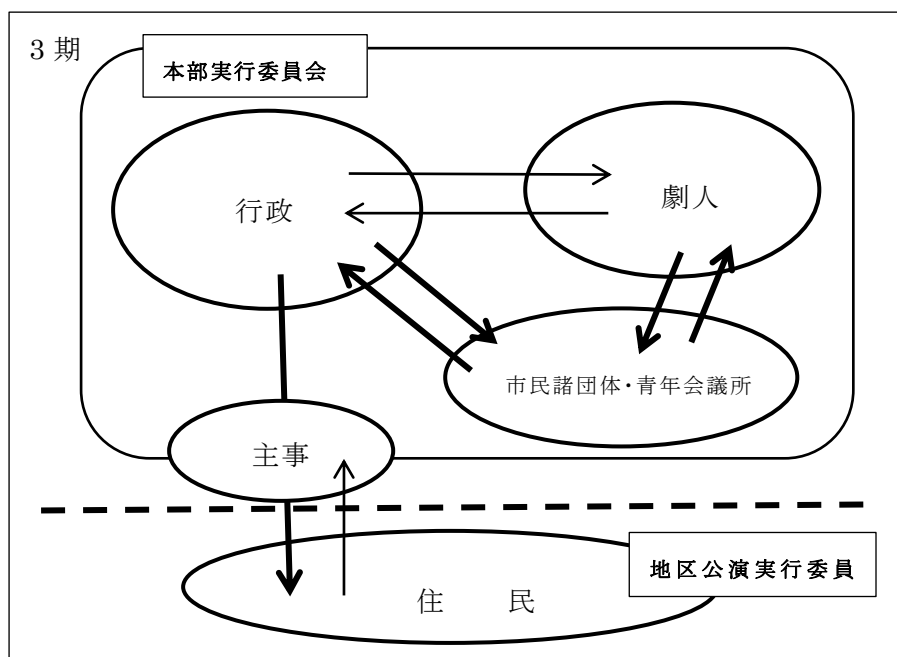 3 期
本部実行委員会
行政
劇人
市民諸団体・青年会議所
主事
地区公演実行委員
住　　民